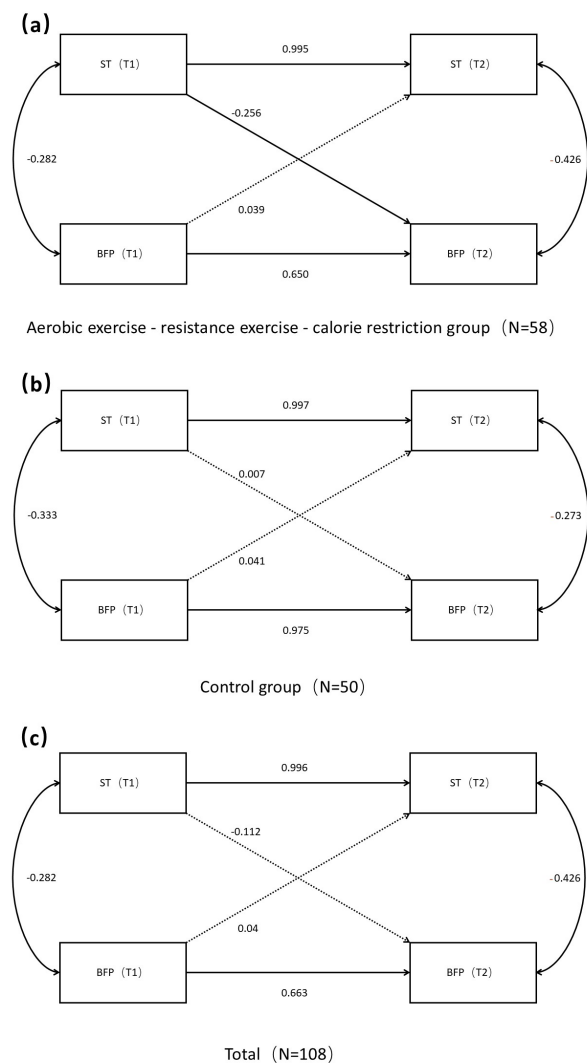 (a)
ST（T1）
0.995
ST（T2）
-0.256
-0.282
-0.426
0.039
BFP（T1）
0.650
BFP（T2）
Aerobic exercise - resistance exercise - calorie restriction group（N=58）
(b)
ST（T1）
0.997
ST（T2）
0.007
-0.333
-0.273
0.041
BFP（T1）
0.975
BFP（T2）
Control group（N=50）
(c)
ST（T1）
0.996
ST（T2）
-0.112
-0.282
-0.426
0.04
BFP（T1）
0.663
BFP（T2）
Total（N=108）